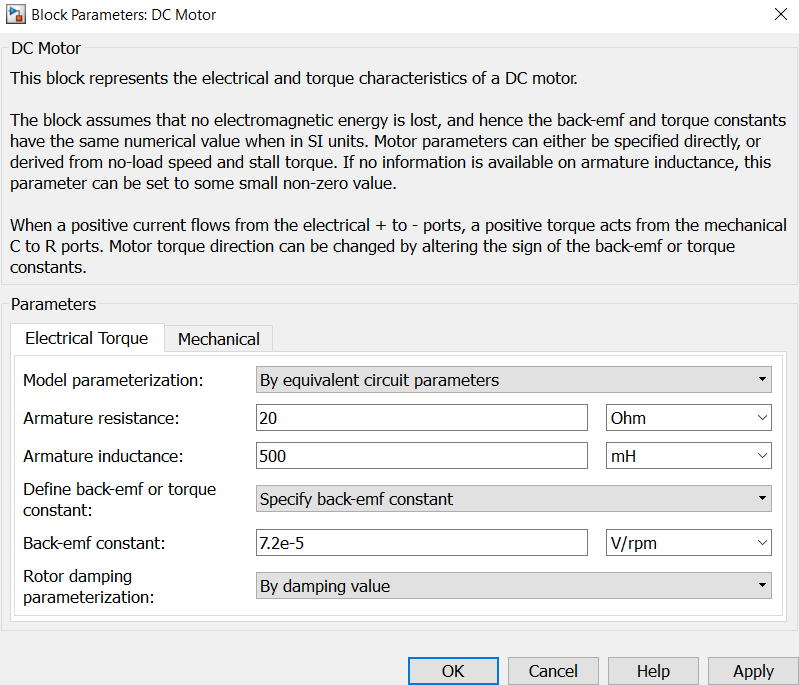 Block Parameters: DC Motor
DC Motor
This block represents the electrical and torque characteristics of a DC motor.
The block assumes that no electromagnetic energy is lost, and hence the back-emf and torque constants
have the same numerical value when in SI units. Motor parameters can either be specified directly, or
derived from no-load speed and stall torque. If no information is available on armature inductance, this
parameter can be set to some small non-zero value.
When a positive current flows from the electrical + to - ports, a positive torque acts from the mechanical
C to R ports. Motor torque direction can be changed by altering the sign of the back-emf or torque
constants.
Parameters
Electrical Torque Mechanical
Model parameterization: By equivalent circuit parameters
Armature resistance: 20 Ohm
Armature inductance: 500 mH
Define back-emf or torque
constant: Specify back-emf constant
Back-emf constant: 7.2e-5 V/rpm
Rotor damping
parameterization: By damping value
OK Cancel Help Apply